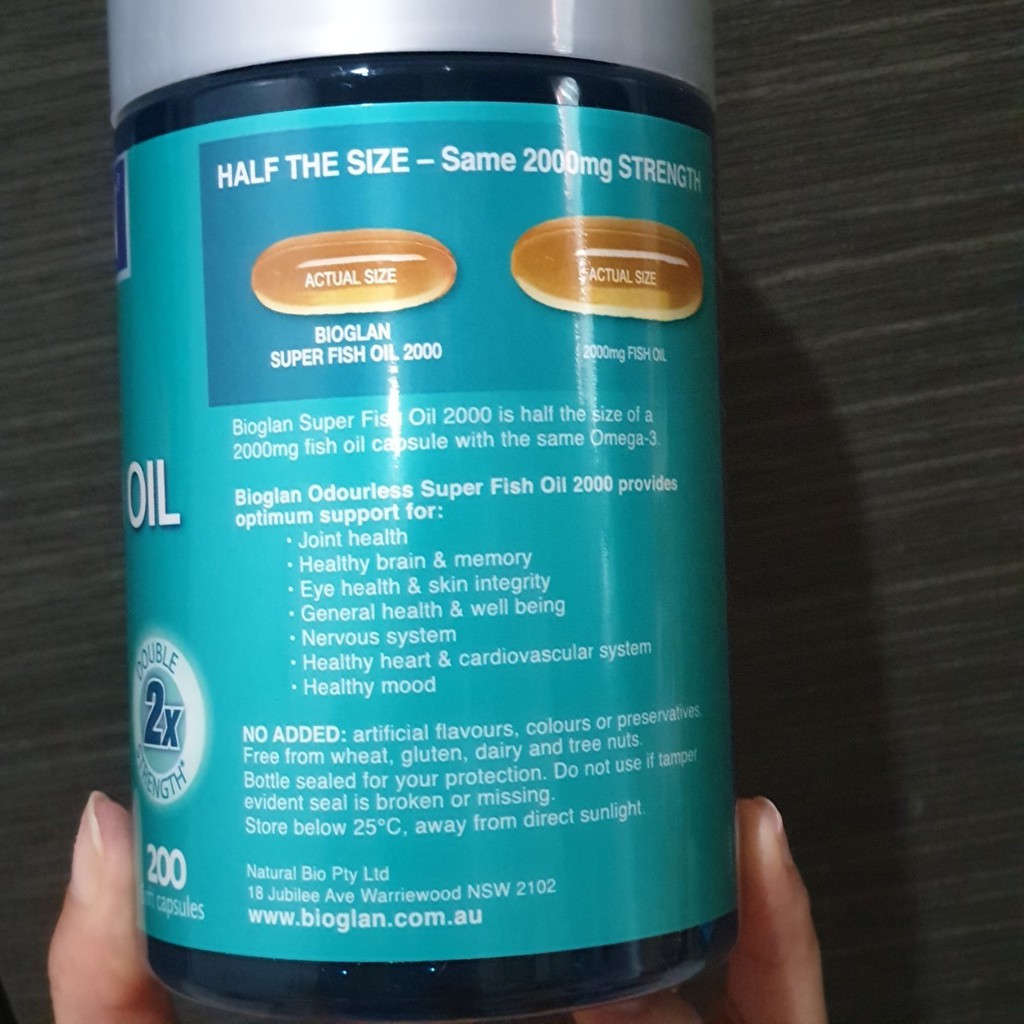 HALF THE SIZE – Same 2000mg STRENGTH
ACTUAL SIZE
ACTUAL SIZE
BIOGLAN
SUPER FISH OIL 2000
2000mg FISH OIL
Bioglan Super Fish Oil 2000 is half the size of a
2000mg fish oil capsule with the same Omega-3.
Bioglan Odourless Super Fish Oil 2000 provides
optimum support for:
• Joint health
• Healthy brain & memory
• Eye health & skin integrity
• General health & well being
• Nervous system
• Healthy heart & cardiovascular system
• Healthy mood
NO ADDED: artificial flavours, colours or preservatives.
Free from wheat, gluten, dairy and tree nuts.
Bottle sealed for your protection. Do not use if tamper
evident seal is broken or missing.
Store below 25°C, away from direct sunlight.
Natural Bio Pty Ltd
18 Jubilee Ave Warriewood NSW 2102
www.bioglan.com.au
OIL
DOUBLE
2x
STRENGTH*
200
capsules